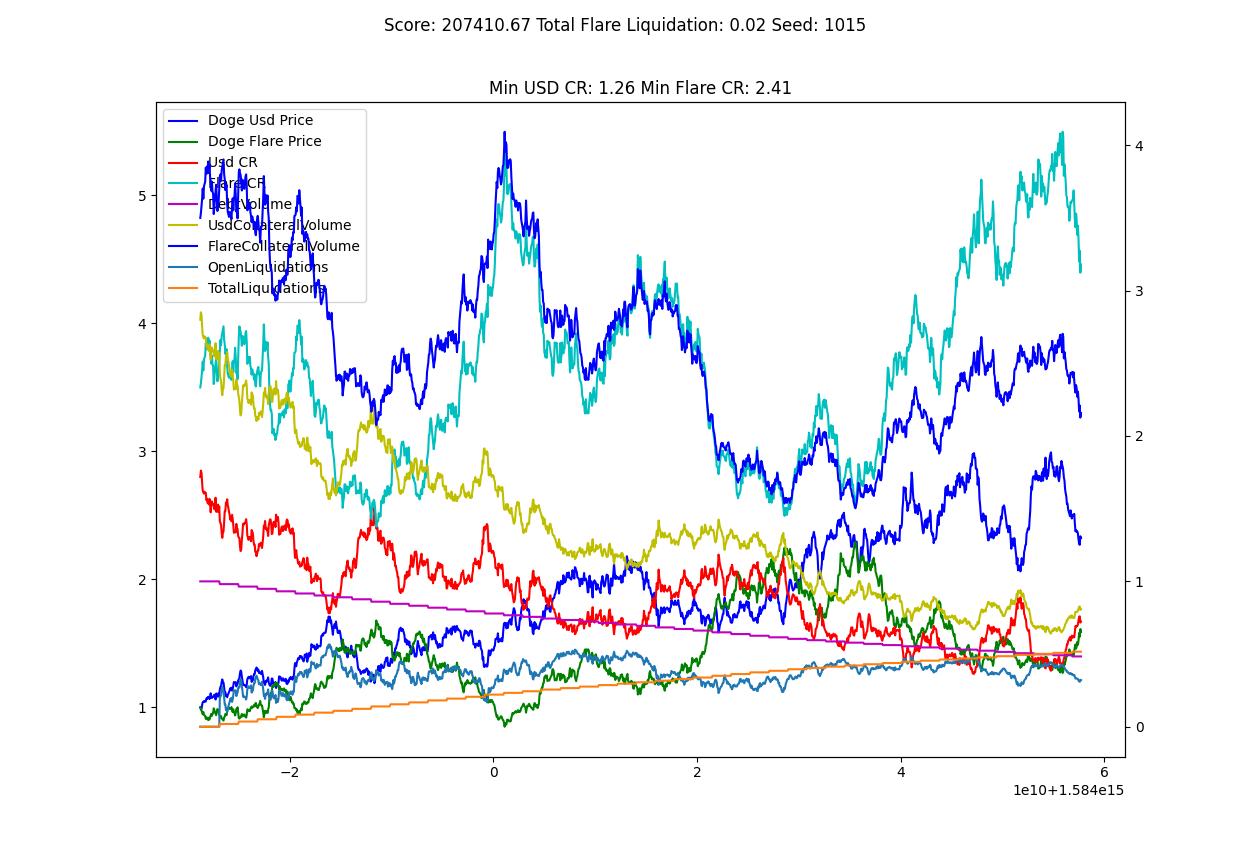 Score: 207410.67 Total Flare Liquidation: 0.02 Seed: 1015
Min USD CR: 1.26 Min Flare CR: 2.41
Doge Usd Price
Doge Flare Price
Usd CR
Flare CR
DebtVolume
UsdCollateralVolume
FlareCollateralVolume
OpenLiquidations
TotalLiquidations
5
4
3
2
1
4
3
2
1
0
−2
0
2
4
6
1e10+1.584e15